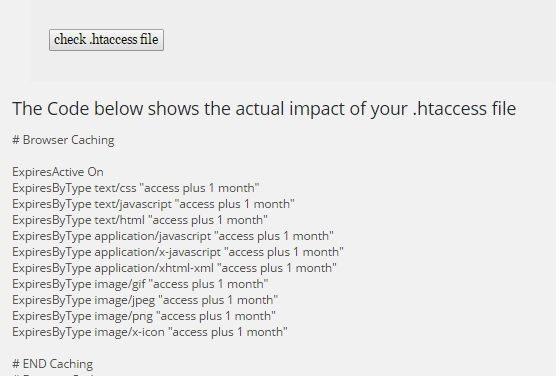 check .htaccess file
The Code below shows the actual impact of your .htaccess file
# Browser Caching
ExpiresActive On
ExpiresByType text/css "access plus 1 month"
ExpiresByType text/javascript "access plus 1 month"
ExpiresByType text/html "access plus 1 month"
ExpiresByType application/javascript "access plus 1 month"
ExpiresByType application/x-javascript "access plus 1 month"
ExpiresByType application/xhtml-xml "access plus 1 month"
ExpiresByType image/gif "access plus 1 month"
ExpiresByType image/jpeg "access plus 1 month"
ExpiresByType image/png "access plus 1 month"
ExpiresByType image/x-icon "access plus 1 month"
# END Caching